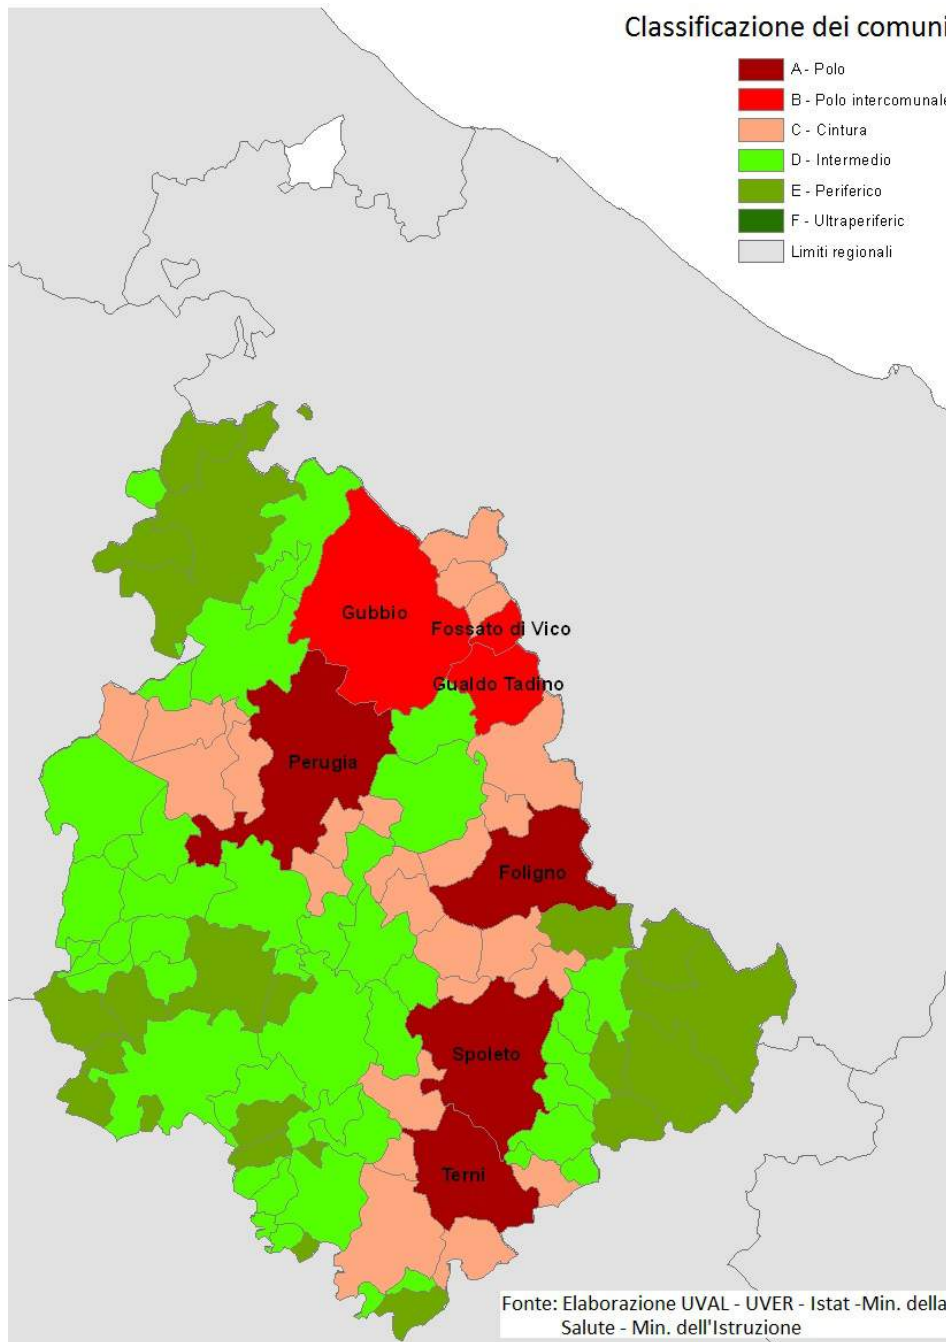 Classificazione dei comuni
A - Polo
B - Polo intercomunale
C - Cintura
D - Intermedio
E - Periferico
F - Ultraperiferic
Limiti regionali
Gubbio
Fossato di Vico
Gualdo Tadino
Perugia
Foligno
Spoleto
Terni
Fonte: Elaborazione UVAL - UVER - Istat -Min. della
Salute - Min. dell'Istruzione